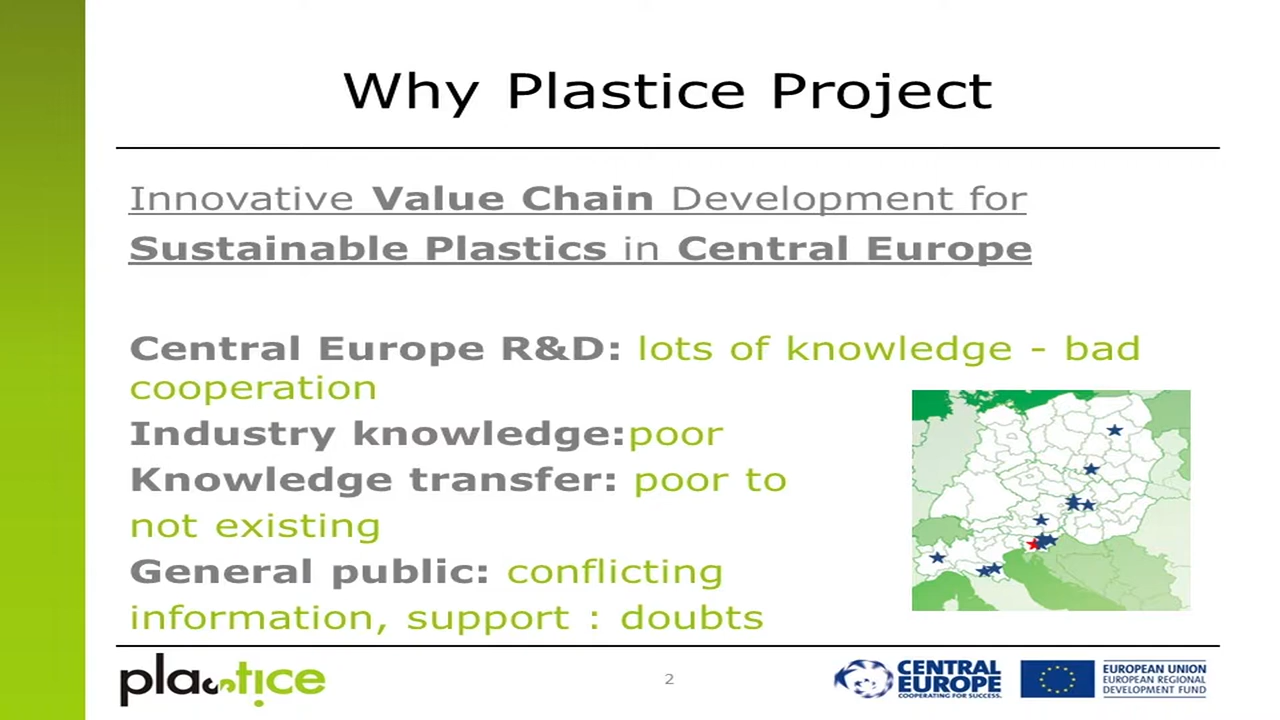 Why Plastice Project
Innovative Value Chain Development for
Sustainable Plastics in Central Europe
Central Europe R&D: lots of knowledge - bad
cooperation
Industry knowledge:poor
Knowledge transfer: poor to
not existing
General public: conflicting
information, support : doubts
plastice
2
CENTRAL
EUROPE
COOPERATING FOR SUCCESS.
EUROPEAN UNION
EUROPEAN REGIONAL
DEVELOPMENT FUND